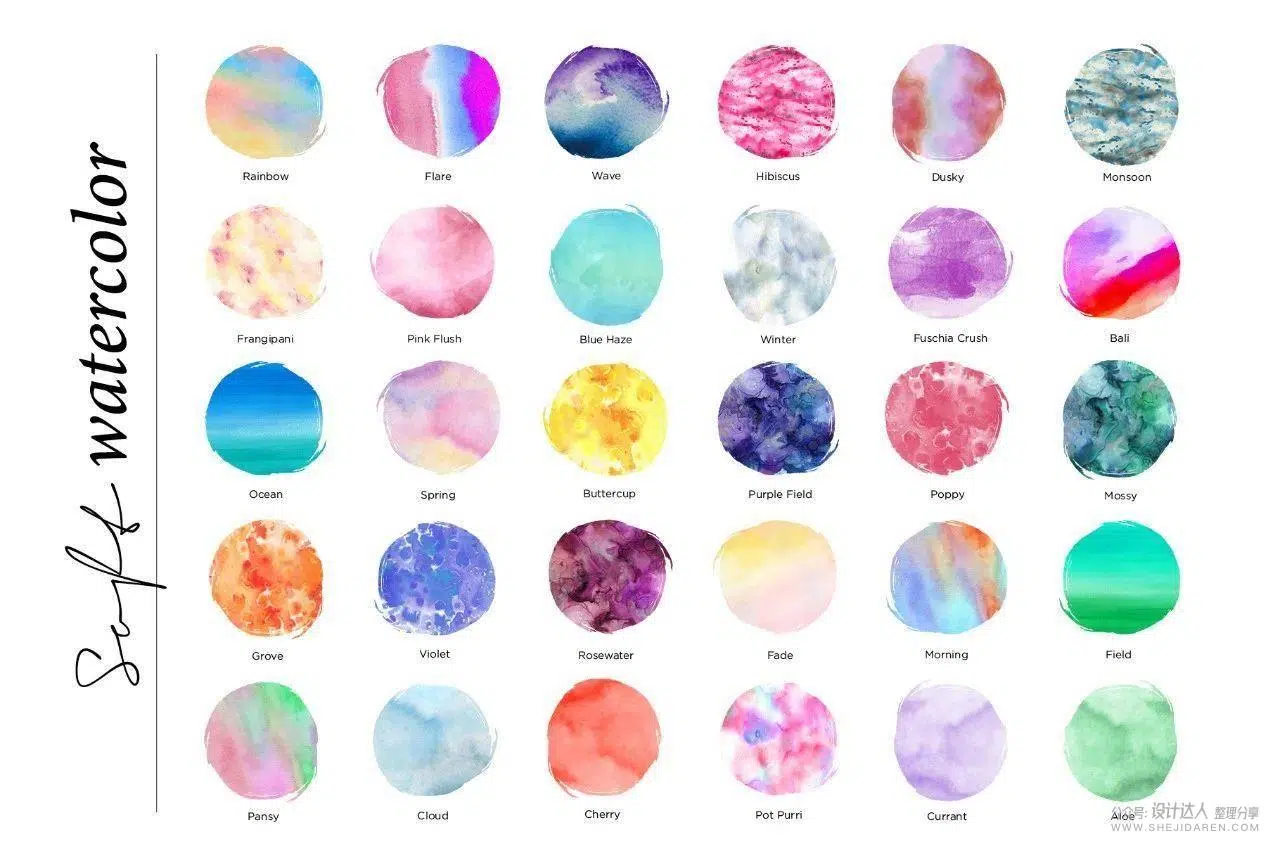 Soft watercolor
Rainbow
Flare
Wave
Hibiscus
Dusky
Monsoon
Frangipani
Pink Flush
Blue Haze
Winter
Fuschia Crush
Bali
Ocean
Spring
Buttercup
Purple Field
Poppy
Mossy
Grove
Violet
Rosewater
Fade
Morning
Field
Pansy
Cloud
Cherry
Pot Purri
Currant
Aloe
公众号: 设计达人 整理分享
WWW.SHEJIDAREN.COM